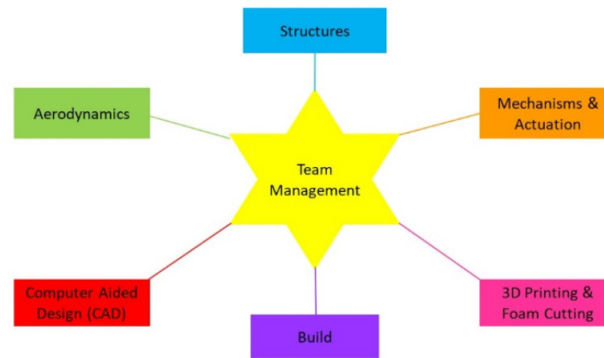 Structures
Aerodynamics
Mechanisms &
Actuation
Team
Management
Computer Aided
Design (CAD)
3D Printing &
Foam Cutting
Build